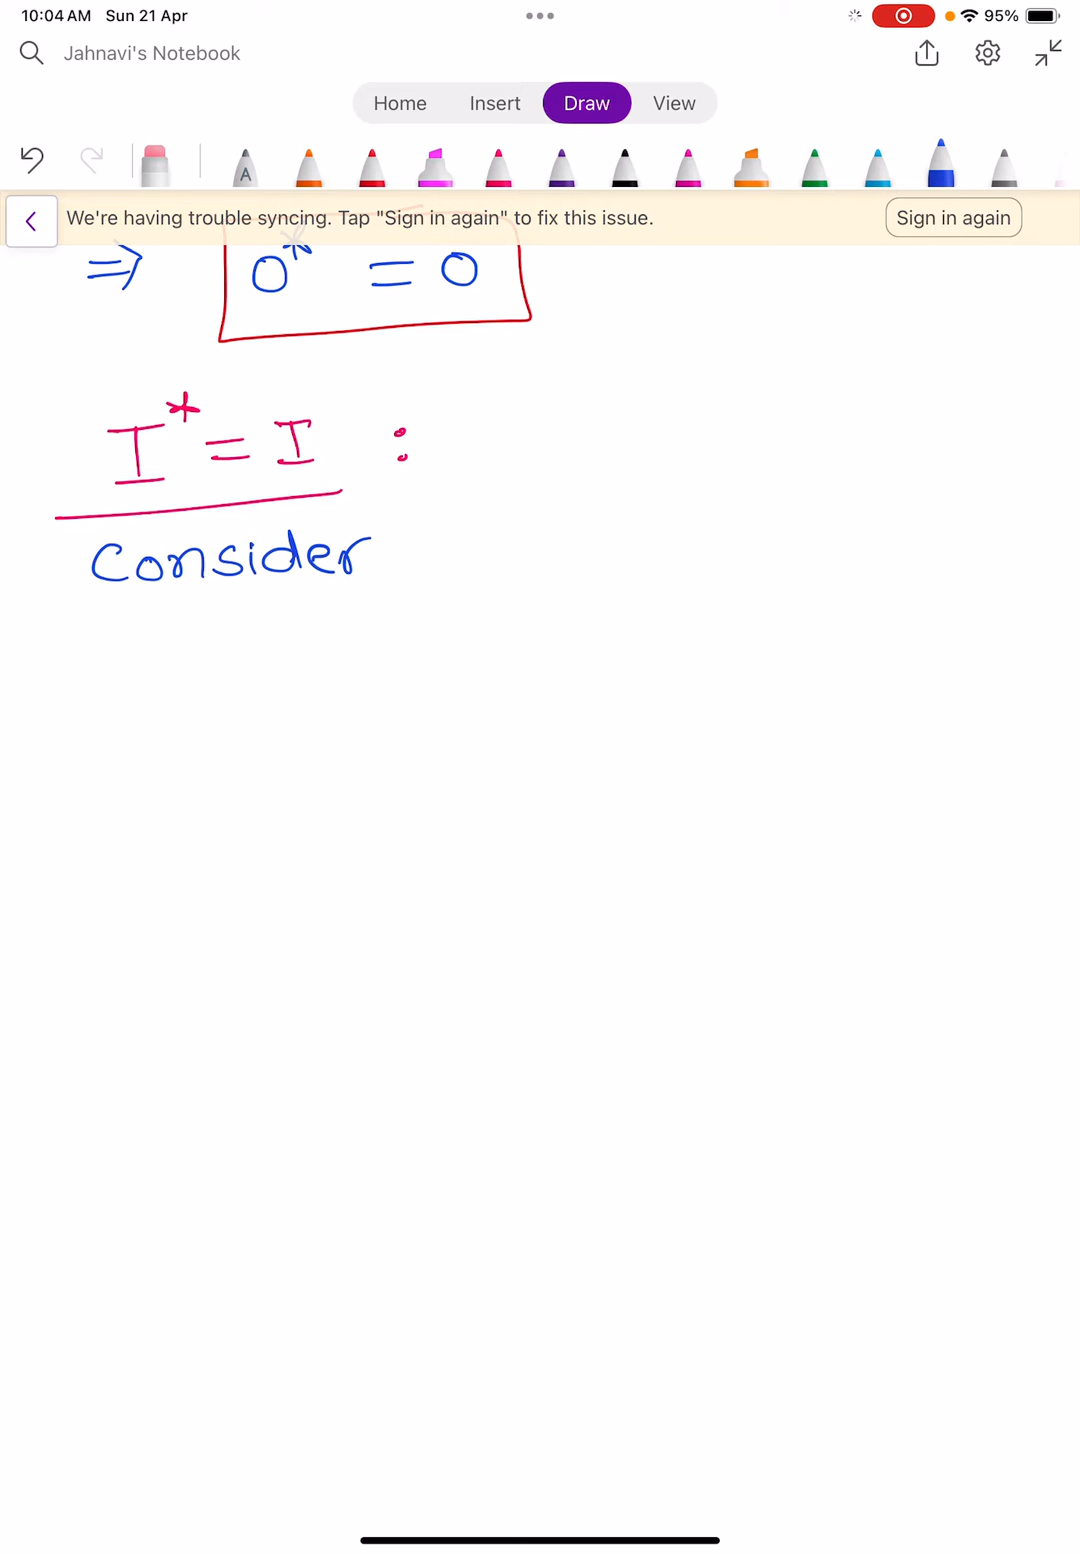 10:04 AM Sun 21 Apr 95%
Jahnavi's Notebook
Home Insert Draw View
A
We're having trouble syncing. Tap "Sign in again" to fix this issue. Sign in again
⇒ O* = O
I* = I :
Consider